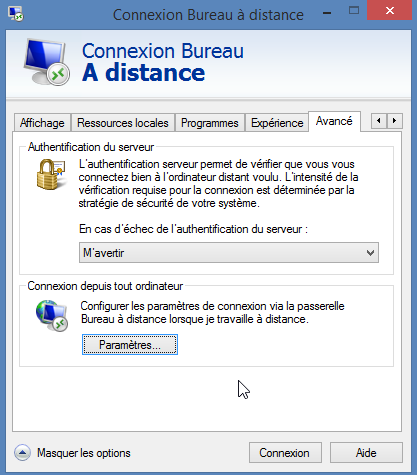 Connexion Bureau à distance
Connexion Bureau
A distance
Affichage Ressources locales Programmes Expérience Avancé
Authentification du serveur
L'authentification serveur permet de vérifier que vous vous
connectez bien à l'ordinateur distant voulu. L'intensité de la
vérification requise pour la connexion est déterminée par la
stratégie de sécurité de votre système.
En cas d'échec de l'authentification du serveur :
M'avertir
Connexion depuis tout ordinateur
Configurer les paramètres de connexion via la passerelle
Bureau à distance lorsque je travaille à distance.
Paramètres...
Masquer les options
Connexion
Aide